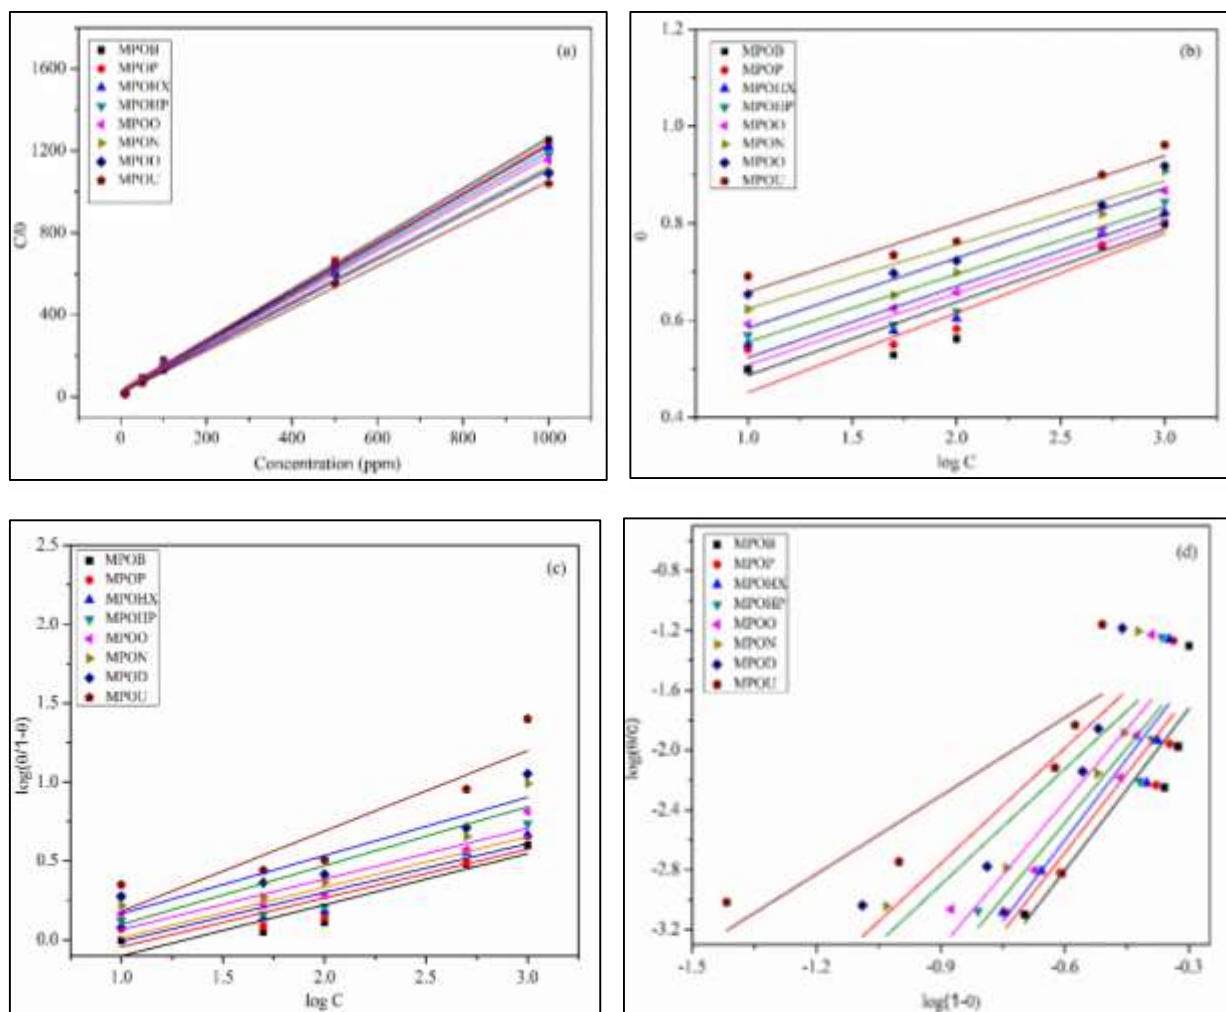 (a)
1600
1200
800
400
0
C/θ
MPOB
MPOP
MPOHX
MPOHP
MPOO
MPON
MPOO
MPOU
0 200 400 600 800 1000
Concentration (ppm)
(b)
1.2
1.0
0.8
0.6
0.4
θ
MPOB
MPOP
MPOHX
MPOHP
MPOO
MPON
MPOO
MPOU
1.0 1.5 2.0 2.5 3.0
log C
(c)
2.5
2.0
1.5
1.0
0.5
0.0
log(θ/1-θ)
MPOB
MPOP
MPOHX
MPOHP
MPOO
MPON
MPOD
MPOU
1.0 1.5 2.0 2.5 3.0
log C
(d)
-0.8
-1.2
-1.6
-2.0
-2.4
-2.8
-3.2
log(θ/c)
MPOB
MPOP
MPOHX
MPOHP
MPOO
MPON
MPOD
MPOU
-1.5 -1.2 -0.9 -0.6 -0.3
log(1-θ)